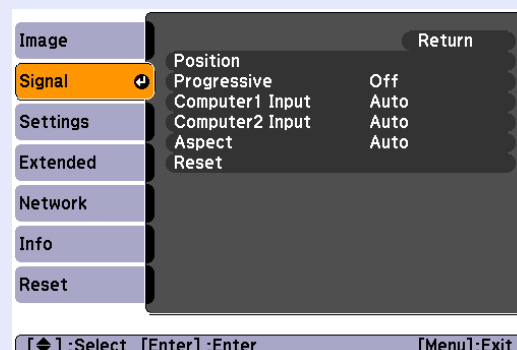 Image
Signal
Settings
Extended
Network
Info
Reset
Return
Position
Progressive Off
Computer1 Input Auto
Computer2 Input Auto
Aspect Auto
Reset
[◆] :Select [Enter] :Enter [Menu]:Exit